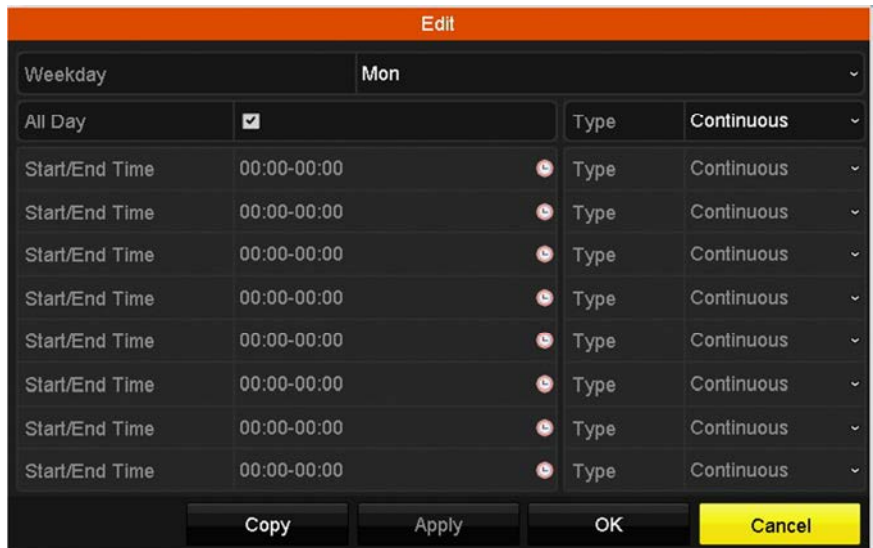 Edit
Weekday Mon
All Day Type Continuous
Start/End Time 00:00-00:00 Type Continuous
Start/End Time 00:00-00:00 Type Continuous
Start/End Time 00:00-00:00 Type Continuous
Start/End Time 00:00-00:00 Type Continuous
Start/End Time 00:00-00:00 Type Continuous
Start/End Time 00:00-00:00 Type Continuous
Start/End Time 00:00-00:00 Type Continuous
Start/End Time 00:00-00:00 Type Continuous
Copy Apply OK Cancel